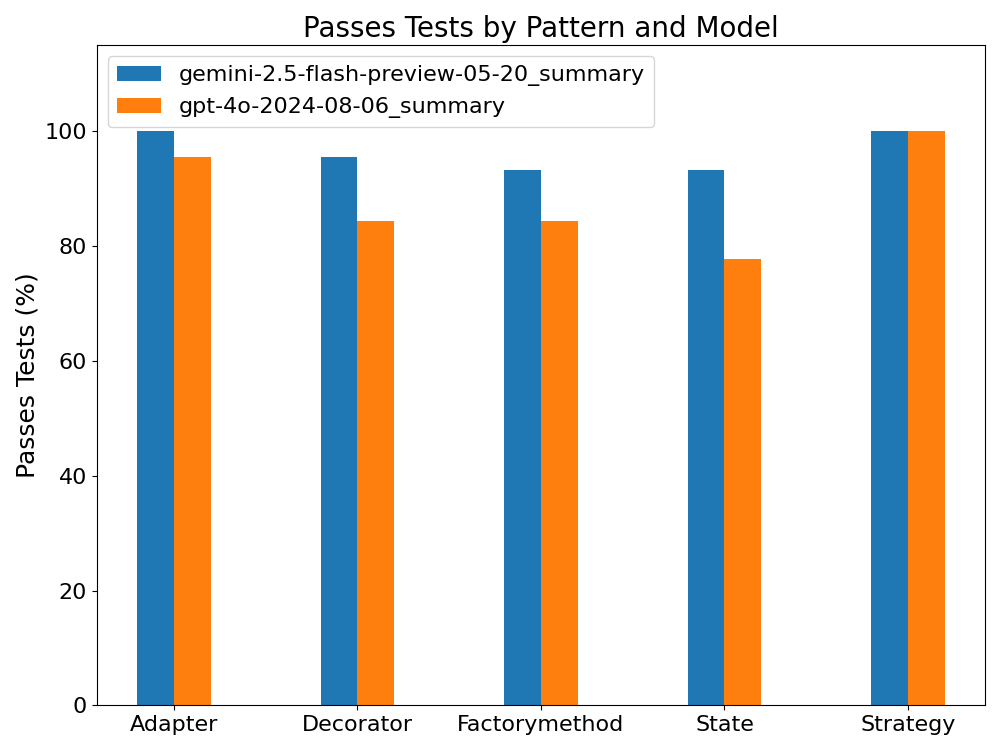 Passes Tests by Pattern and Model
gemini-2.5-flash-preview-05-20_summary
gpt-4o-2024-08-06_summary
Passes Tests (%)
100
80
60
40
20
0
Adapter Decorator Factorymethod State Strategy